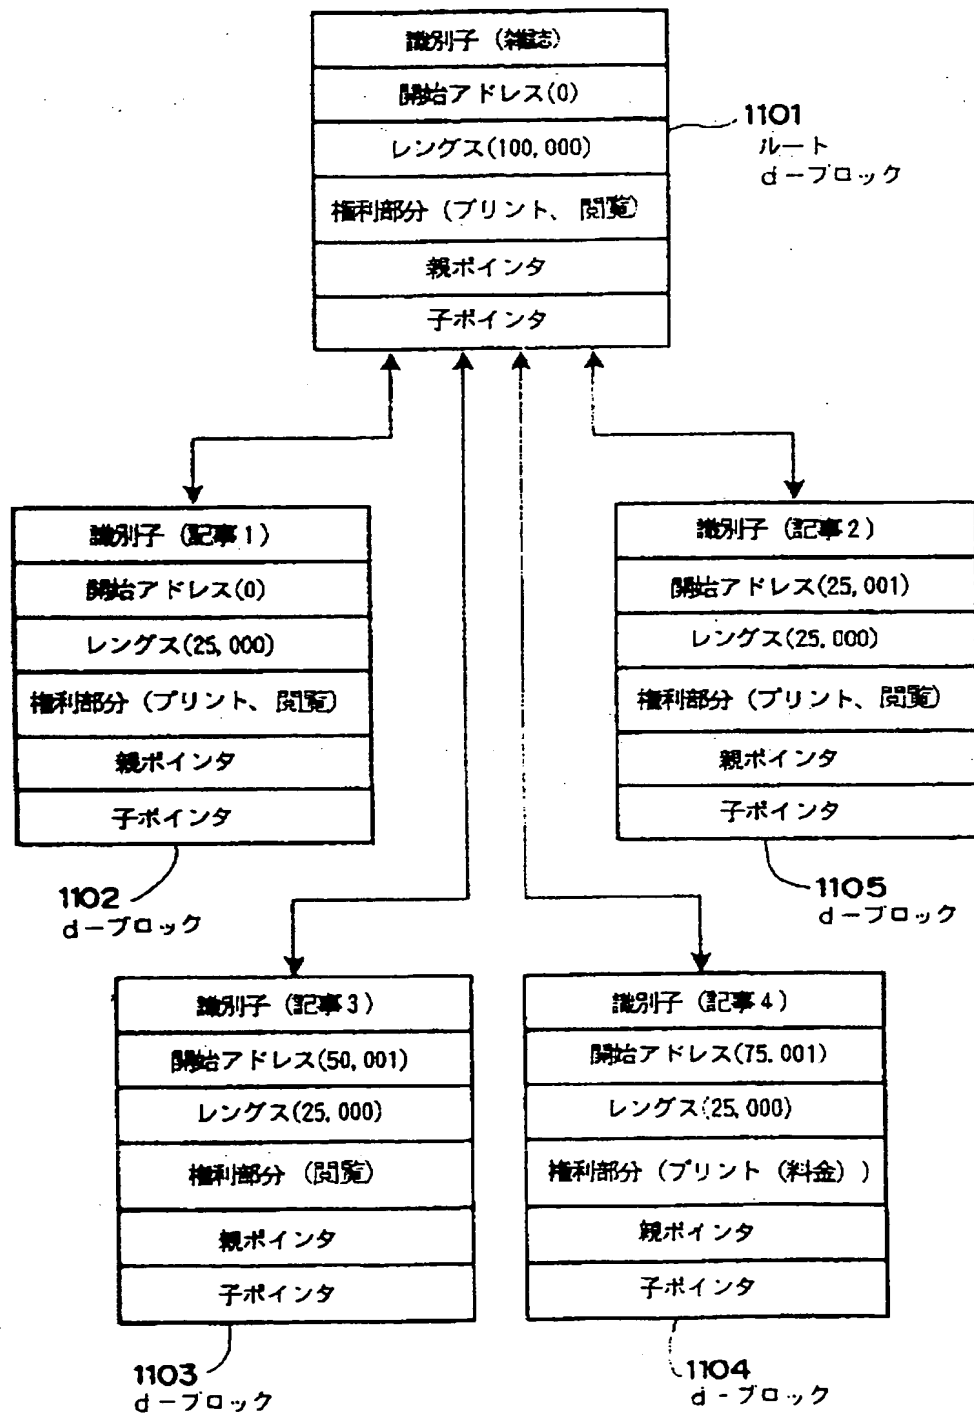 識別子 (雑誌)
開始アドレス(0)
レングス(100,000)
権利部分 (プリント、閲覧)
親ポインタ
子ポインタ
1101
ルート
d-ブロック
識別子 (記事1)
開始アドレス(0)
レングス(25,000)
権利部分 (プリント、閲覧)
親ポインタ
子ポインタ
1102
d-ブロック
識別子 (記事2)
開始アドレス(25,001)
レングス(25,000)
権利部分 (プリント、閲覧)
親ポインタ
子ポインタ
1105
d-ブロック
識別子 (記事3)
開始アドレス(50,001)
レングス(25,000)
権利部分 (閲覧)
親ポインタ
子ポインタ
1103
d-ブロック
識別子 (記事4)
開始アドレス(75.001)
レングス(25,000)
権利部分 (プリント (料金) )
親ポインタ
子ポインタ
1104
d-ブロック